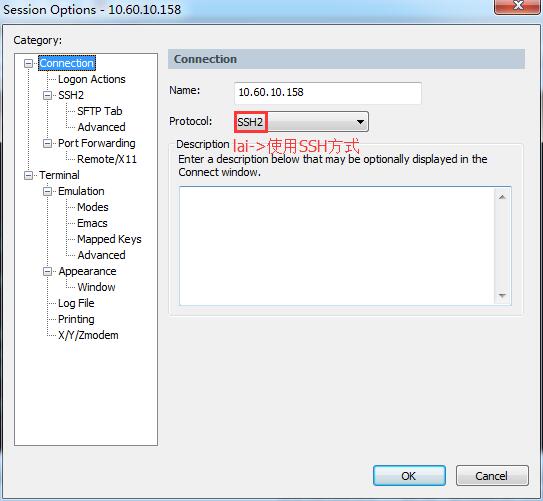 Session Options - 10.60.10.158
Category:
Connection
Logon Actions
SSH2
SFTP Tab
Advanced
Port Forwarding
Remote/X11
Terminal
Emulation
Modes
Emacs
Mapped Keys
Advanced
Appearance
Window
Log File
Printing
X/Y/Zmodem
Connection
Name:
10.60.10.158
Protocol:
SSH2
Description
lai->使用SSH方式
Enter a description below that may be optionally displayed in the
Connect window.
OK
Cancel